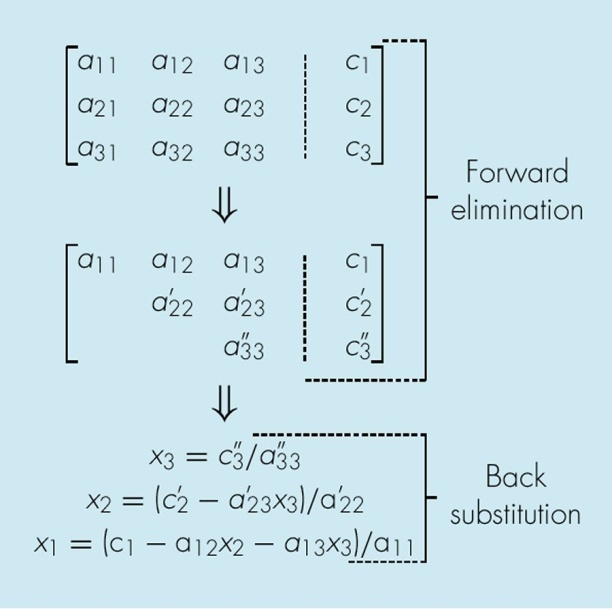 a11 a12 a13 c1
a21 a22 a23 c2
a31 a32 a33 c3
Forward
elimination
⇓
a11 a12 a13 c1
a′22 a′23 c′2
a″33 c″3
⇓
x3 = c″3/a″33
x2 = (c′2 − a′23x3)/a′22
x1 = (c1 − a12x2 − a13x3)/a11
Back
substitution